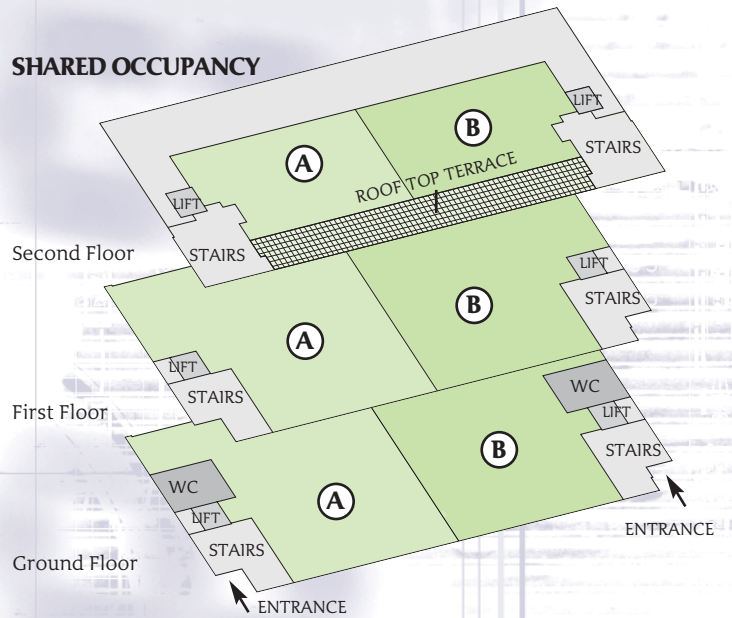 SHARED OCCUPANCY
LIFT
B
STAIRS
A
ROOF TOP TERRACE
LIFT
STAIRS
Second Floor
LIFT
STAIRS
B
A
LIFT
STAIRS
First Floor
WC
LIFT
STAIRS
B
WC
A
LIFT
STAIRS
ENTRANCE
Ground Floor
ENTRANCE